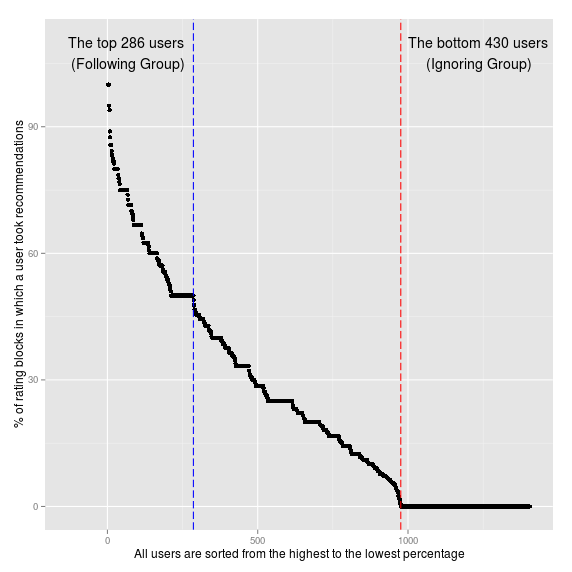 The top 286 users
(Following Group)
The bottom 430 users
(Ignoring Group)
% of rating blocks in which a user took recommendations
90
60
30
0
0
500
1000
All users are sorted from the highest to the lowest percentage